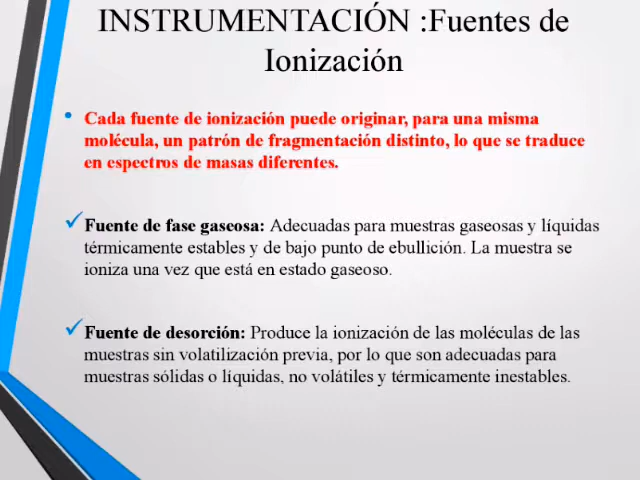 INSTRUMENTACIÓN :Fuentes de
Ionización
• Cada fuente de ionización puede originar, para una misma
molécula, un patrón de fragmentación distinto, lo que se traduce
en espectros de masas diferentes.
✓Fuente de fase gaseosa: Adecuadas para muestras gaseosas y líquidas
térmicamente estables y de bajo punto de ebullición. La muestra se
ioniza una vez que está en estado gaseoso.
✓Fuente de desorción: Produce la ionización de las moléculas de las
muestras sin volatilización previa, por lo que son adecuadas para
muestras sólidas o líquidas, no volátiles y térmicamente inestables.